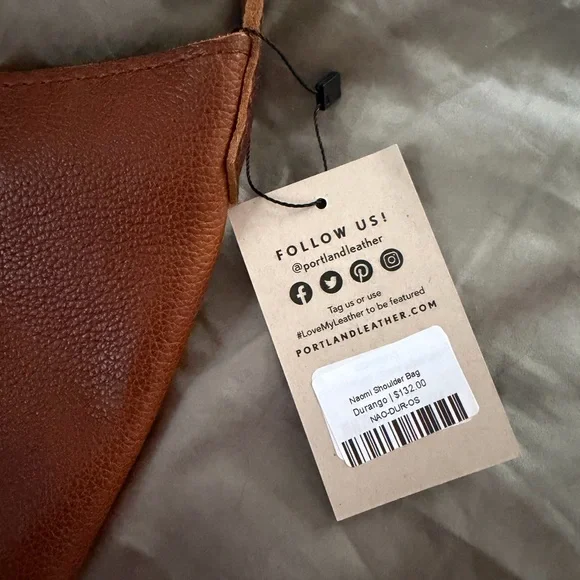 FOLLOW US!
@portlandleather
Tag us or use
#LoveMyLeather to be featured
PORTLANDLEATHER.COM
Naomi Shoulder Bag
Durango | $132.00
NAO-DUR-OS